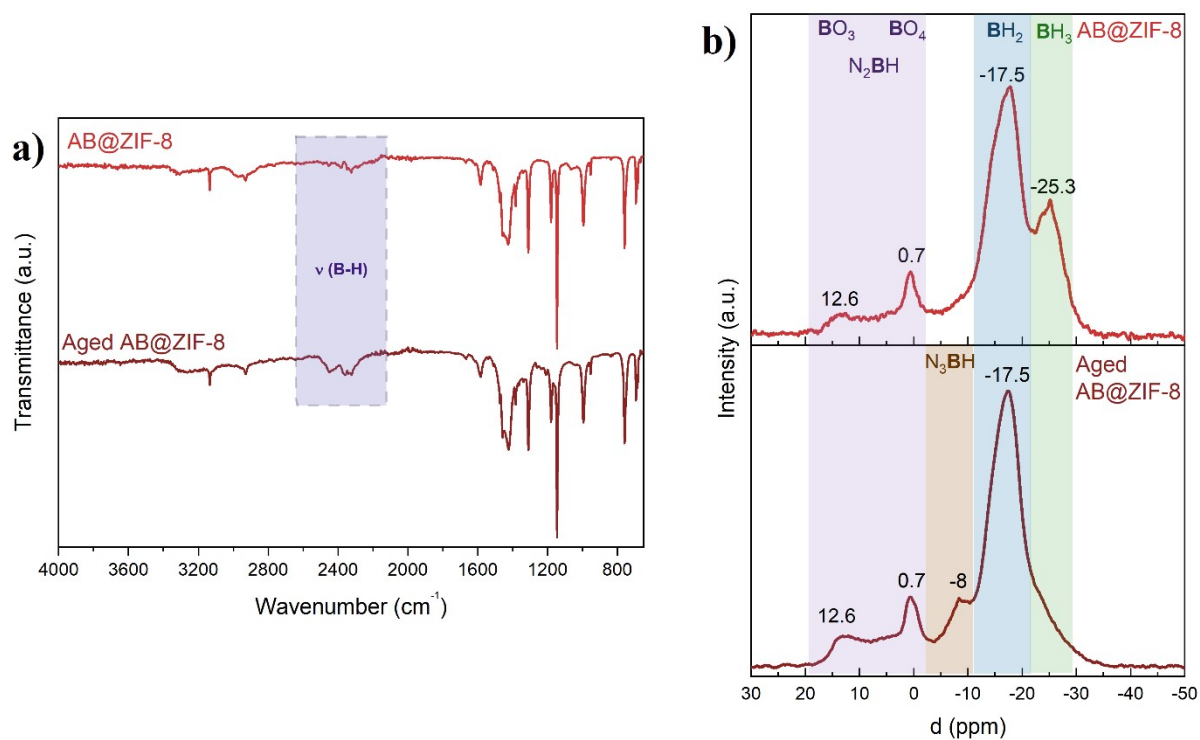 a)
AB@ZIF-8
ν (B-H)
Aged AB@ZIF-8
Transmittance (a.u.)
4000 3600 3200 2800 2400 2000 1600 1200 800
Wavenumber (cm⁻¹)
b)
BO₃ BO₄ BH₂ BH₃ AB@ZIF-8
N₂BH
-17.5
-25.3
0.7
12.6
N₃BH
-17.5
Aged
AB@ZIF-8
0.7
-8
12.6
Intensity (a.u.)
30 20 10 0 -10 -20 -30 -40 -50
d (ppm)